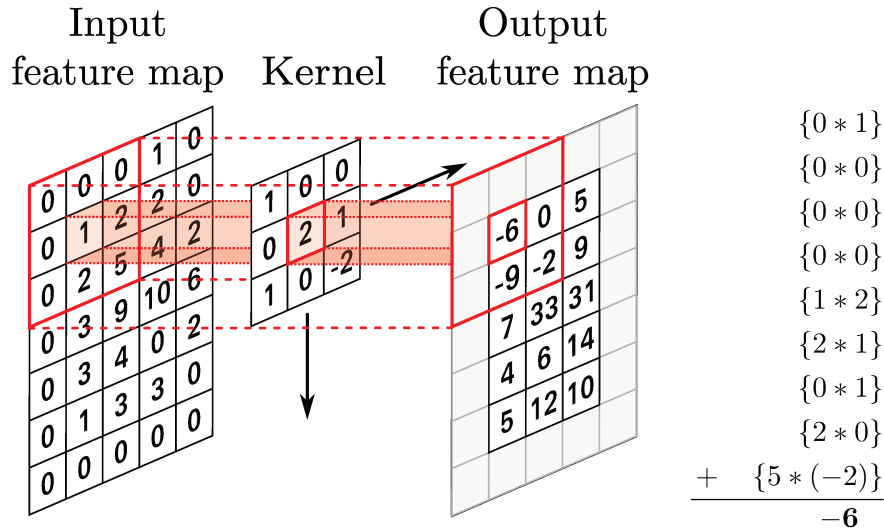 Input
feature map
Kernel
Output
feature map
0 0 0 1 0
0 1 2 2 0
0 2 5 4 2
0 3 9 10 6
0 3 4 0 2
0 1 3 3 0
0 0 0 0 0
1 0 0
0 2 1
1 0 -2
-6 0 5
-9 -2 9
7 33 31
4 6 14
5 12 10
{0 * 1}
{0 * 0}
{0 * 0}
{0 * 0}
{1 * 2}
{2 * 1}
{0 * 1}
{2 * 0}
+ {5 * (−2)}
−6